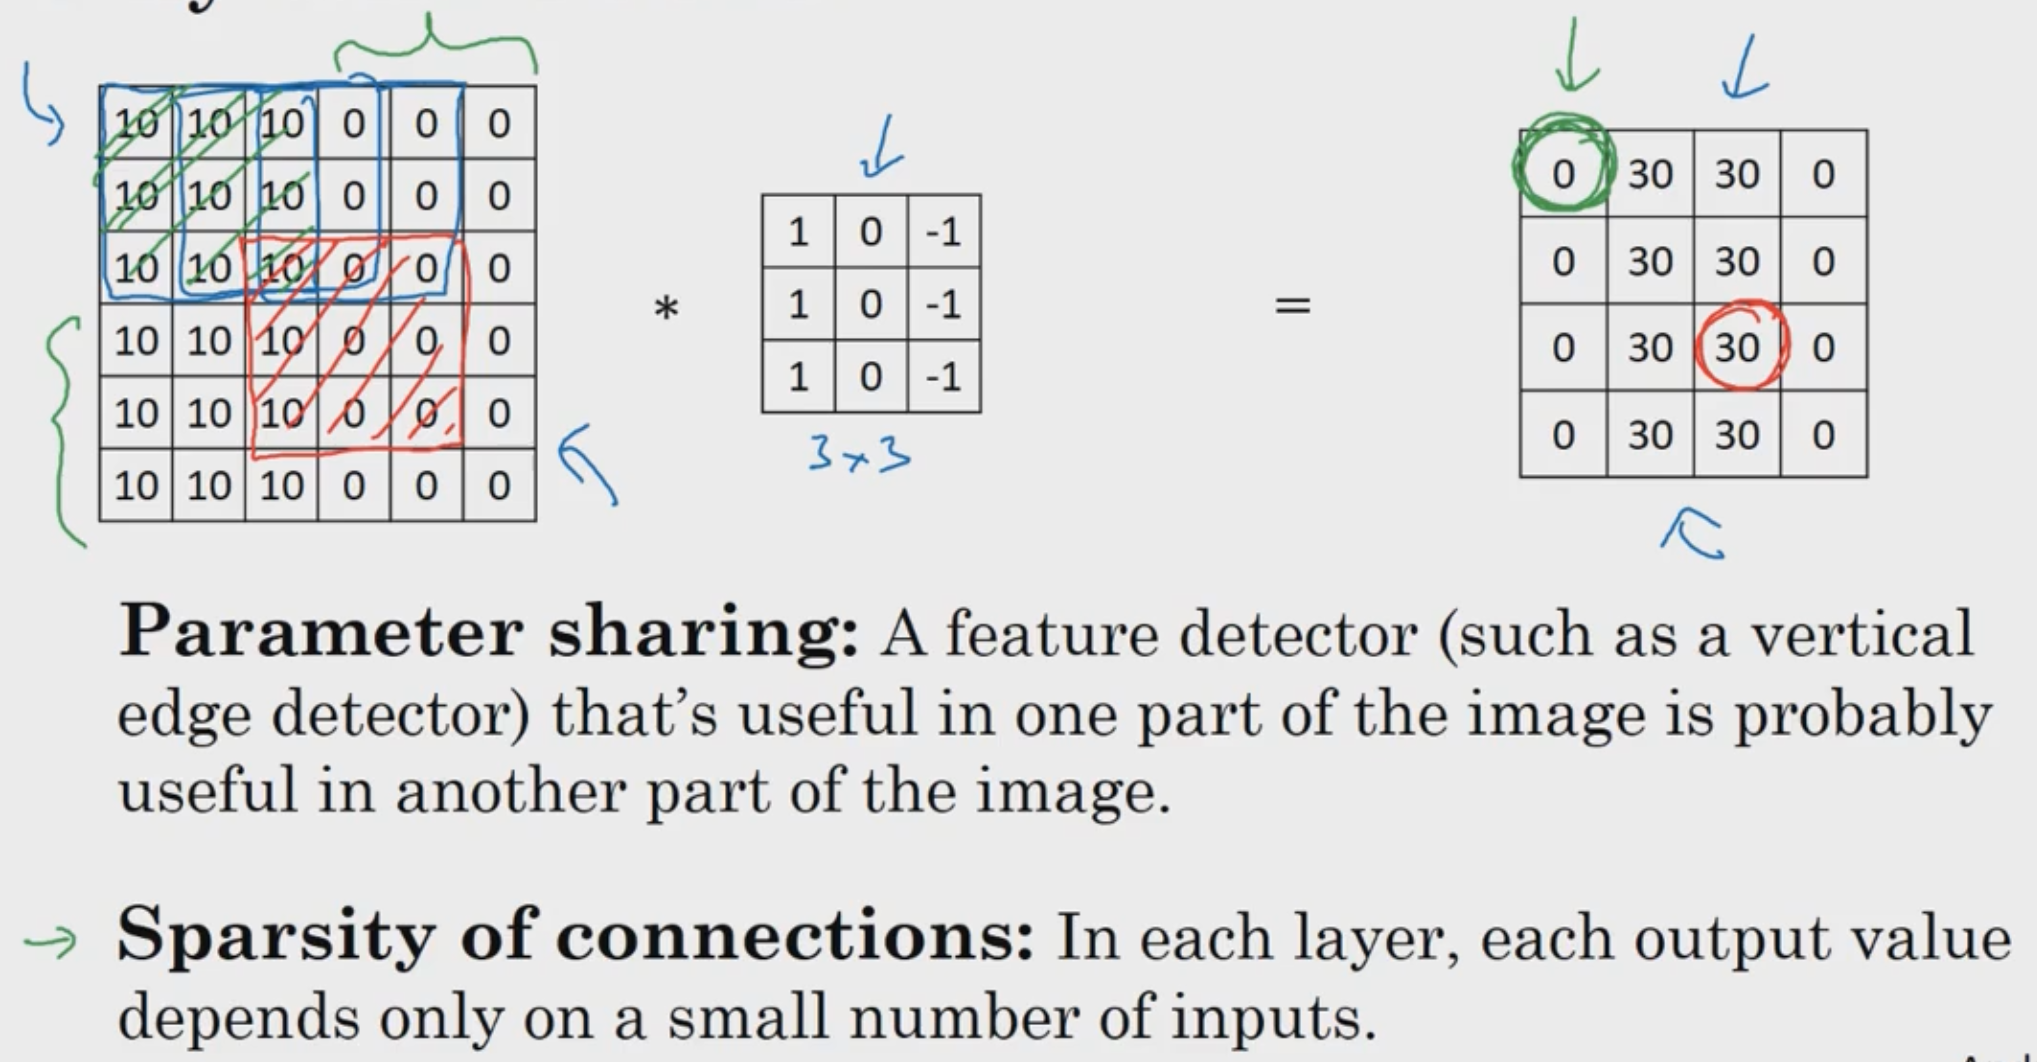 10 10 10 0 0 0
10 10 10 0 0 0 1 0 -1 0 30 30 0
10 10 10 0 0 0 * 1 0 -1 = 0 30 30 0
10 10 10 0 0 0 1 0 -1 0 30 30 0
10 10 10 0 0 0 3x3 0 30 30 0
10 10 10 0 0 0
Parameter sharing: A feature detector (such as a vertical
edge detector) that’s useful in one part of the image is probably
useful in another part of the image.
→ Sparsity of connections: In each layer, each output value
depends only on a small number of inputs.